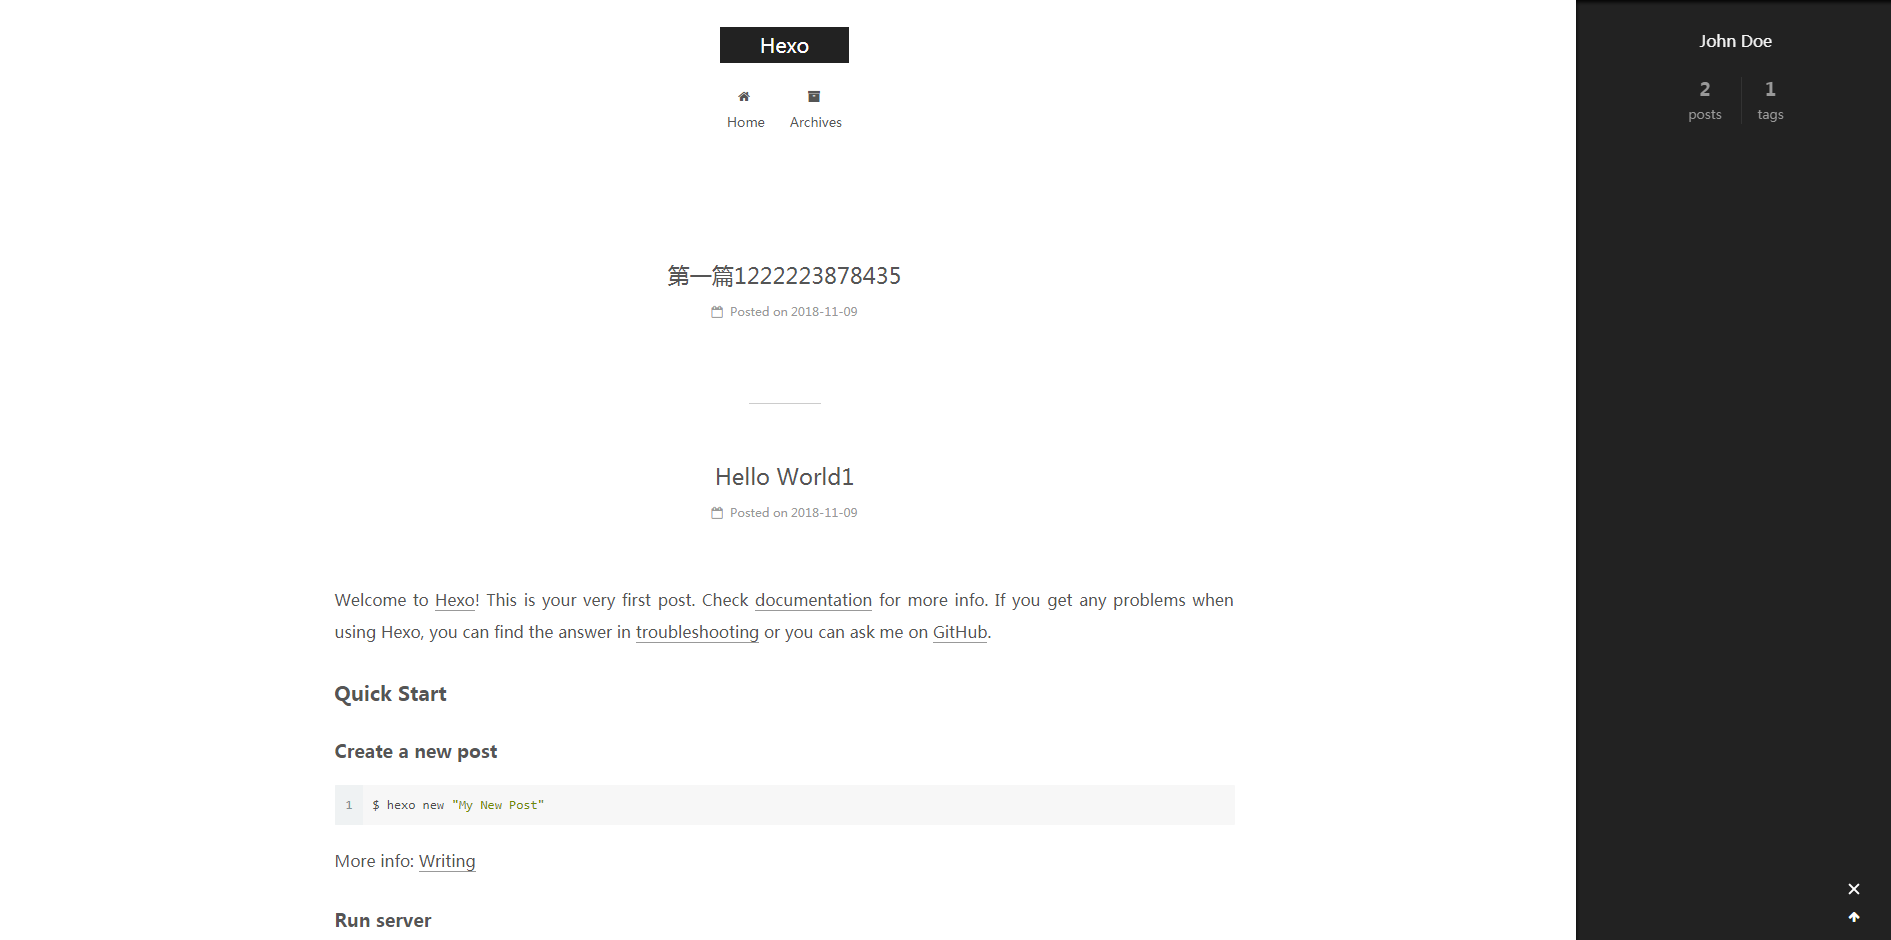 Hexo
Home Archives
第一篇1222223878435
Posted on 2018-11-09
Hello World1
Posted on 2018-11-09
Welcome to Hexo! This is your very first post. Check documentation for more info. If you get any problems when
using Hexo, you can find the answer in troubleshooting or you can ask me on GitHub.
Quick Start
Create a new post
1 $ hexo new "My New Post"
More info: Writing
Run server
John Doe
2 1
posts tags